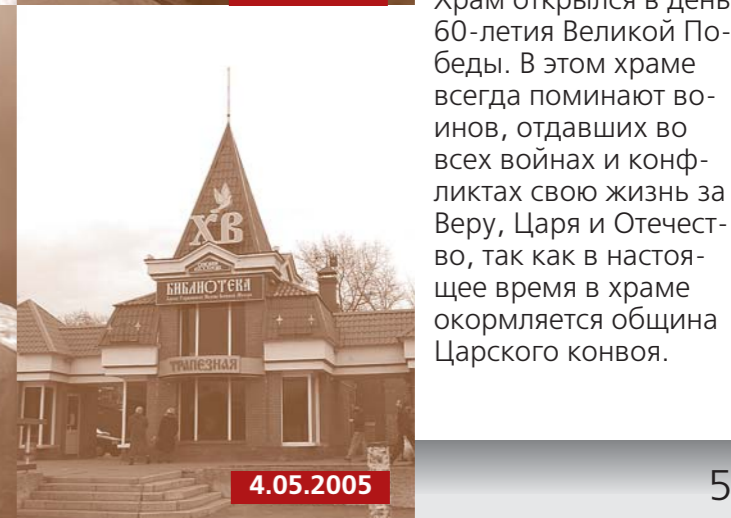 Храм открылся в день
60-летия Великой По-
беды. В этом храме
всегда поминают во-
инов, отдавших во
всех войнах и конф-
ликтах свою жизнь за
Веру, Царя и Отечест-
во, так как в настоя-
щее время в храме
окормляется община
Царского конвоя.
ХВ
БИБЛИОТЕКА
ТРАПЕЗНАЯ
4.05.2005
5